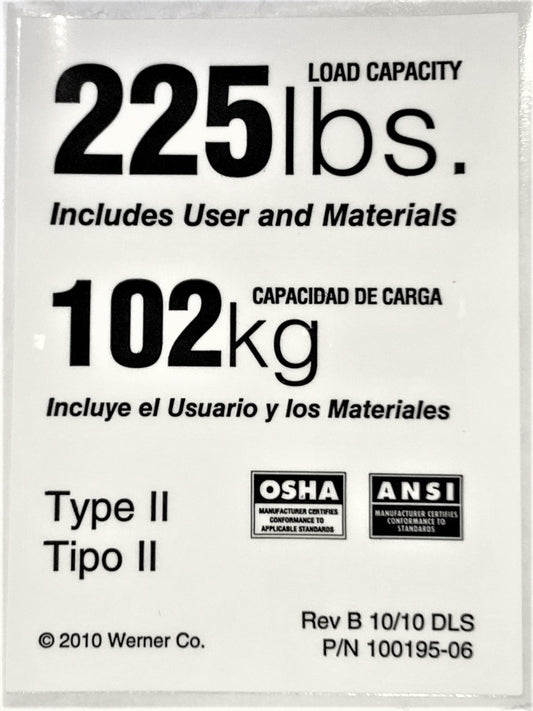 LOAD CAPACITY
225lbs.
Includes User and Materials
CAPACIDAD DE CARGA
102kg
Incluye el Usuario y los Materiales
Type II
Tipo II
OSHA
MANUFACTURER CERTIFIES
CONFORMANCE TO
APPLICABLE STANDARDS
ANSI
MANUFACTURER CERTIFIES
CONFORMANCE TO
STANDARDS
© 2010 Werner Co.
Rev B 10/10 DLS
P/N 100195-06